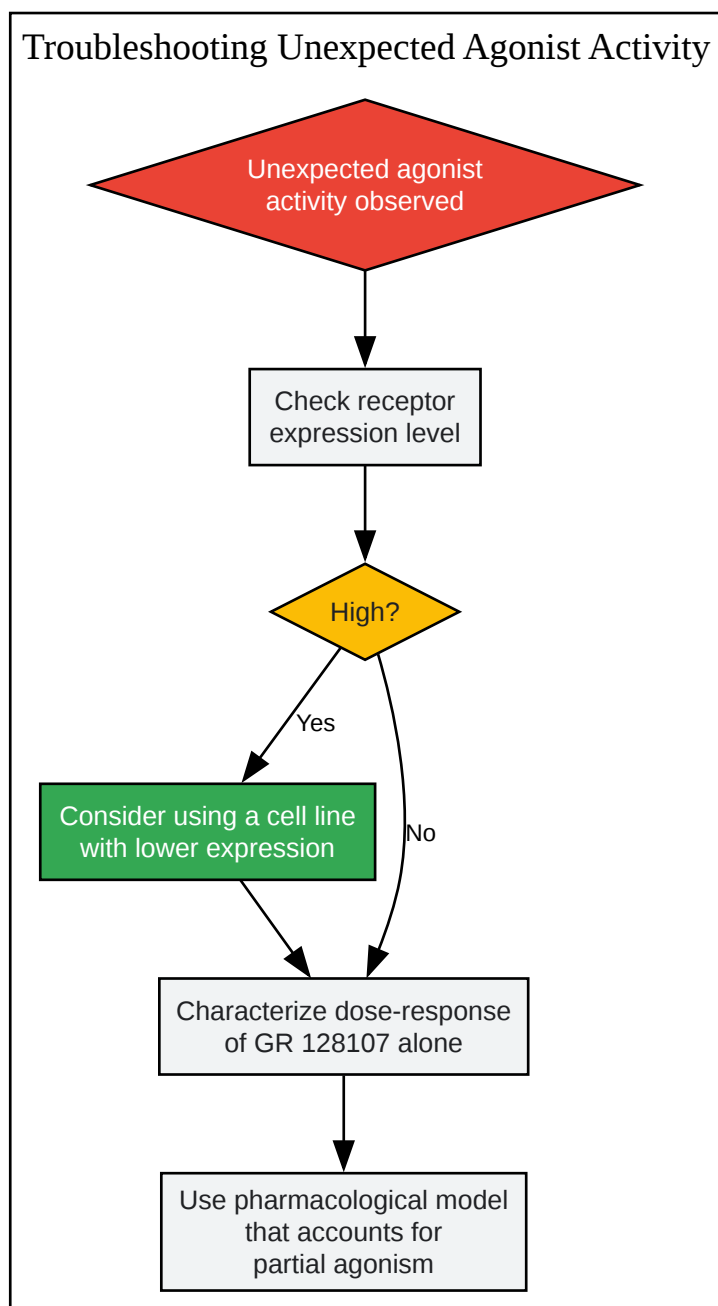 Troubleshooting Unexpected Agonist Activity
Unexpected agonist
activity observed
Check receptor
expression level
High?
Yes
Consider using a cell line
with lower expression
No
Characterize dose-response
of GR 128107 alone
Use pharmacological model
that accounts for
partial agonism